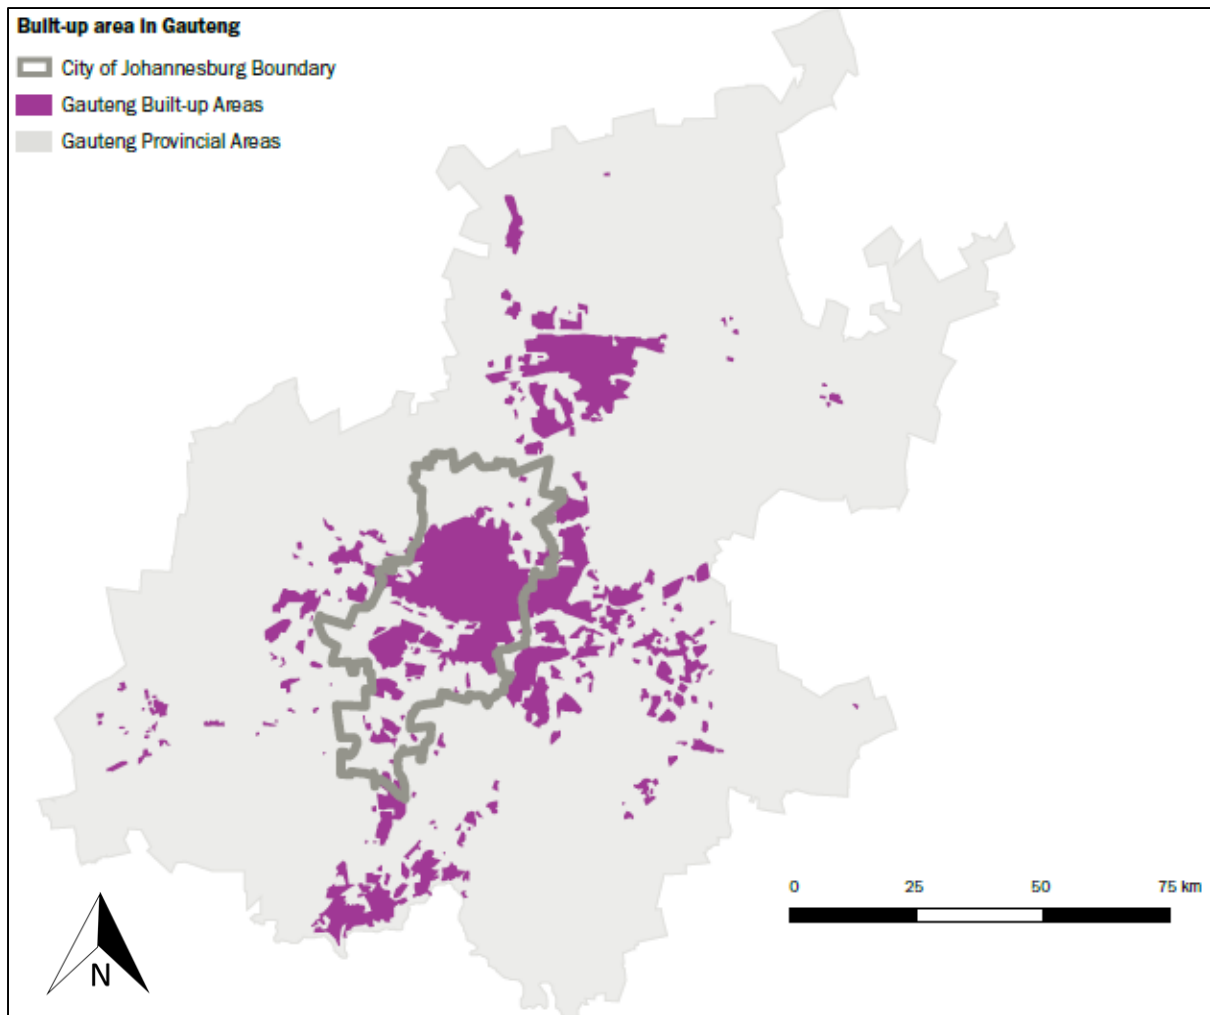 Built-up area in Gauteng
City of Johannesburg Boundary
Gauteng Built-up Areas
Gauteng Provincial Areas
0 25 50 75 km
N